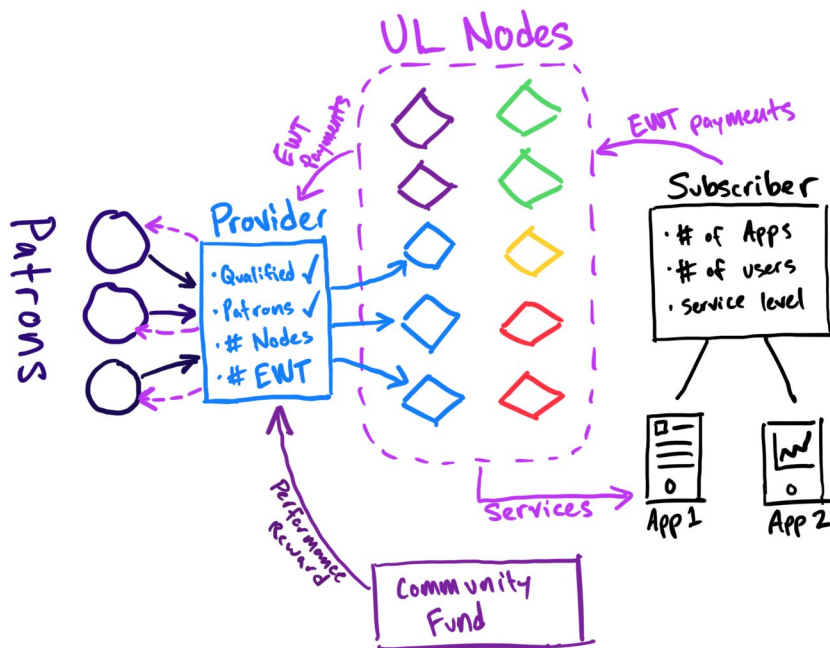 UL Nodes
EWT
Payments
EWT payments
Patrons
Provider
• Qualified ✓
• Patrons ✓
• # Nodes
• # EWT
Subscriber
• # of Apps
• # of users
• service level
Services
App 1
App 2
Performance
Reward
Community
Fund